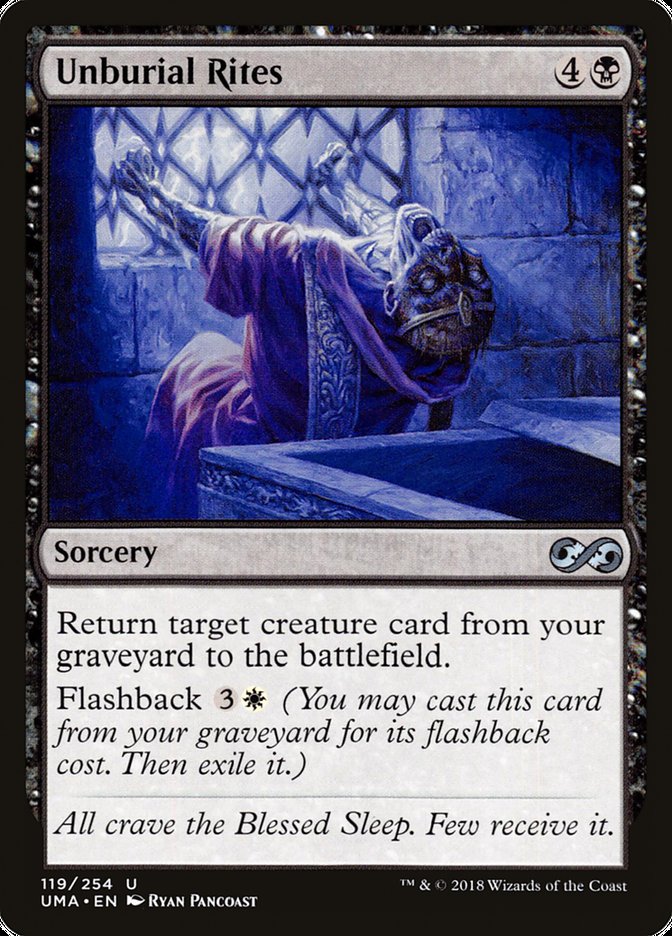 Unburial Rites 4
Sorcery
Return target creature card from your
graveyard to the battlefield.
Flashback 3 (You may cast this card
from your graveyard for its flashback
cost. Then exile it.)
All crave the Blessed Sleep. Few receive it.
119/254 U
UMA • EN Ryan Pancoast
™ & © 2018 Wizards of the Coast